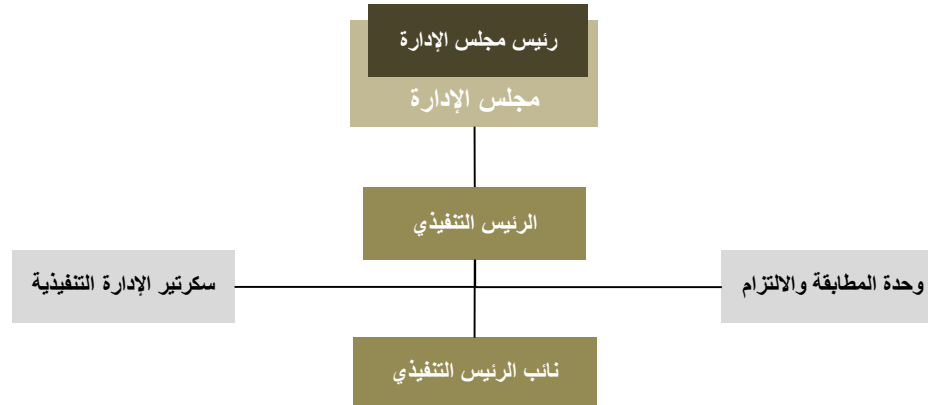 رئيس مجلس الإدارة
مجلس الإدارة
الرئيس التنفيذي
وحدة المطابقة والالتزام
سكرتير الإدارة التنفيذية
نائب الرئيس التنفيذي